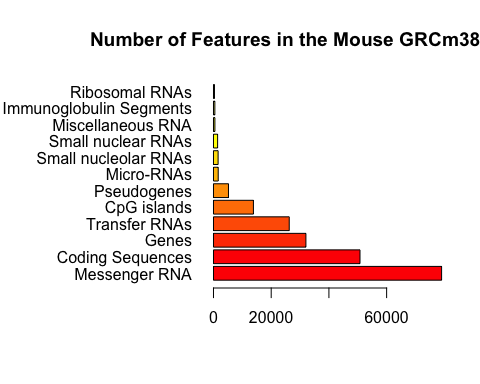 Number of Features in the Mouse GRCm38
Ribosomal RNAs
Immunoglobulin Segments
Miscellaneous RNA
Small nuclear RNAs
Small nucleolar RNAs
Micro-RNAs
Pseudogenes
CpG islands
Transfer RNAs
Genes
Coding Sequences
Messenger RNA
0 20000 60000